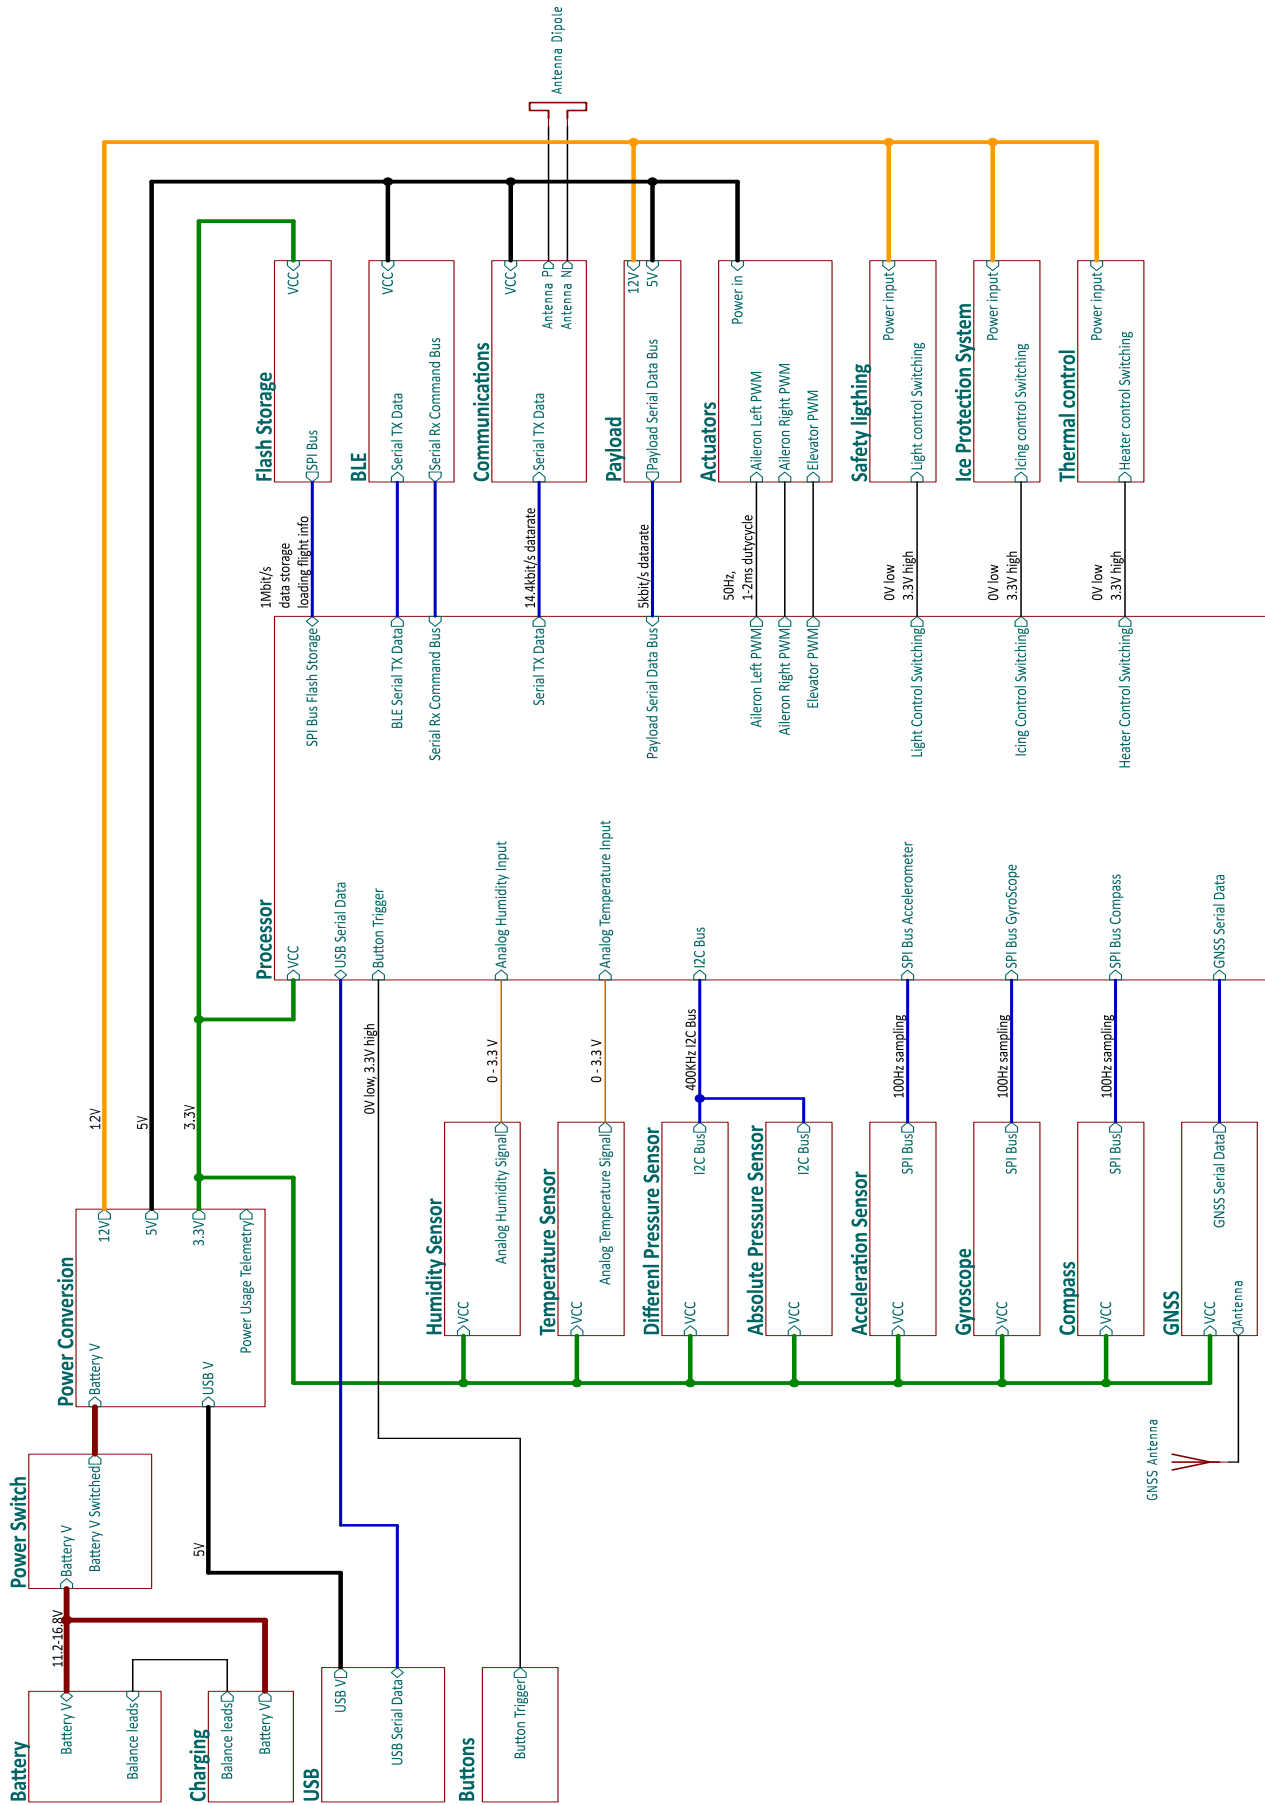 Battery
Battery V
Balance leads
11.2-16.8V
Charging
Balance leads
Battery V
Power Switch
Battery V
Battery V Switched
Power Conversion
Battery V
USB V
12V
5V
3.3V
Power Usage Telemetry
12V
5V
3.3V
USB
USB V
USB Serial Data
5V
Buttons
Button Trigger
0V low, 3.3V high
Humidity Sensor
VCC
Analog Humidity Signal
0 - 3.3 V
Temperature Sensor
VCC
Analog Temperature Signal
0 - 3.3 V
Differenl Pressure Sensor
VCC
I2C Bus
400KHz I2C Bus
Absolute Pressure Sensor
VCC
I2C Bus
Acceleration Sensor
VCC
SPI Bus
100Hz sampling
Gyroscope
VCC
SPI Bus
100Hz sampling
Compass
VCC
SPI Bus
100Hz sampling
GNSS
VCC
Antenna
GNSS Serial Data
GNSS Antenna
Processor
VCC
USB Serial Data
Button Trigger
Analog Humidity Input
Analog Temperature Input
I2C Bus
SPI Bus Accelerometer
SPI Bus GyroScope
SPI Bus Compass
GNSS Serial Data
SPI Bus Flash Storage
BLE Serial TX Data
Serial Rx Command Bus
Serial TX Data
Payload Serial Data Bus
Aileron Left PWM
Aileron Right PWM
Elevator PWM
Light Control Switching
Icing Control Switching
Heater Control Switching
1Mbit/s
data storage
loading flight info
14.4kbit/s datarate
5kbit/s datarate
50Hz,
1-2ms dutycycle
0V low
3.3V high
0V low
3.3V high
0V low
3.3V high
Flash Storage
SPI Bus
VCC
BLE
Serial TX Data
Serial Rx Command Bus
VCC
Communications
Serial TX Data
VCC
Antenna P
Antenna N
Antenna Dipole
Payload
Payload Serial Data Bus
12V
5V
Actuators
Aileron Left PWM
Aileron Right PWM
Elevator PWM
Power in
Safety ligthing
Light control Switching
Power input
Ice Protection System
Icing control Switching
Power input
Thermal control
Heater control Switching
Power input